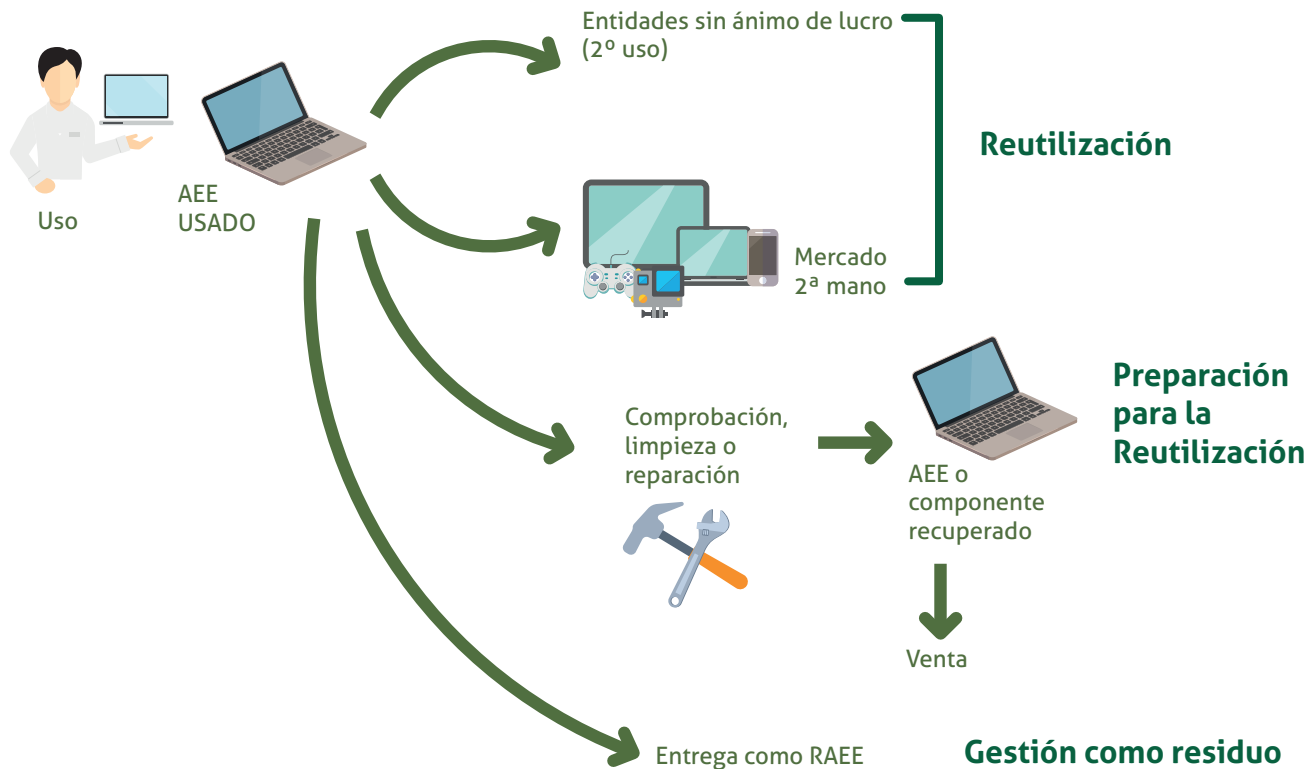 Entidades sin ánimo de lucro
(2º uso)
Reutilización
Uso
AEE
USADO
Mercado
2ª mano
Comprobación,
limpieza o
reparación
AEE o
componente
recuperado
Preparación
para la
Reutilización
Venta
Entrega como RAEE
Gestión como residuo